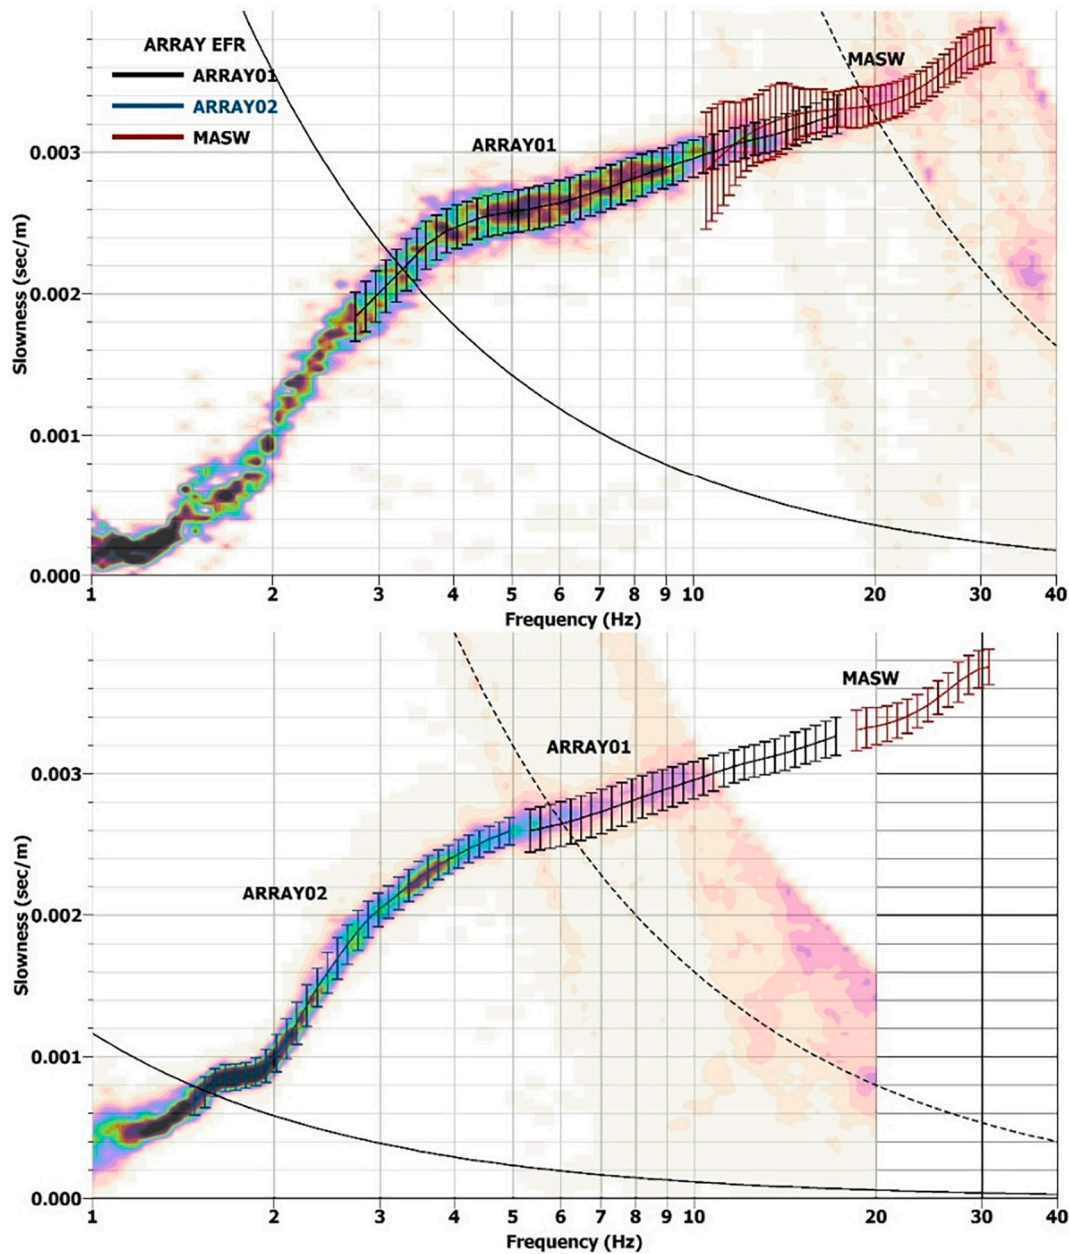 ARRAY EFR
ARRAY01
ARRAY02
MASW
MASW
ARRAY01
Slowness (sec/m)
0.003
0.002
0.001
0.000
1 2 3 4 5 6 7 8 9 10 20 30 40
Frequency (Hz)
MASW
ARRAY01
ARRAY02
Slowness (sec/m)
0.003
0.002
0.001
0.000
1 2 3 4 5 6 7 8 9 10 20 30 40
Frequency (Hz)